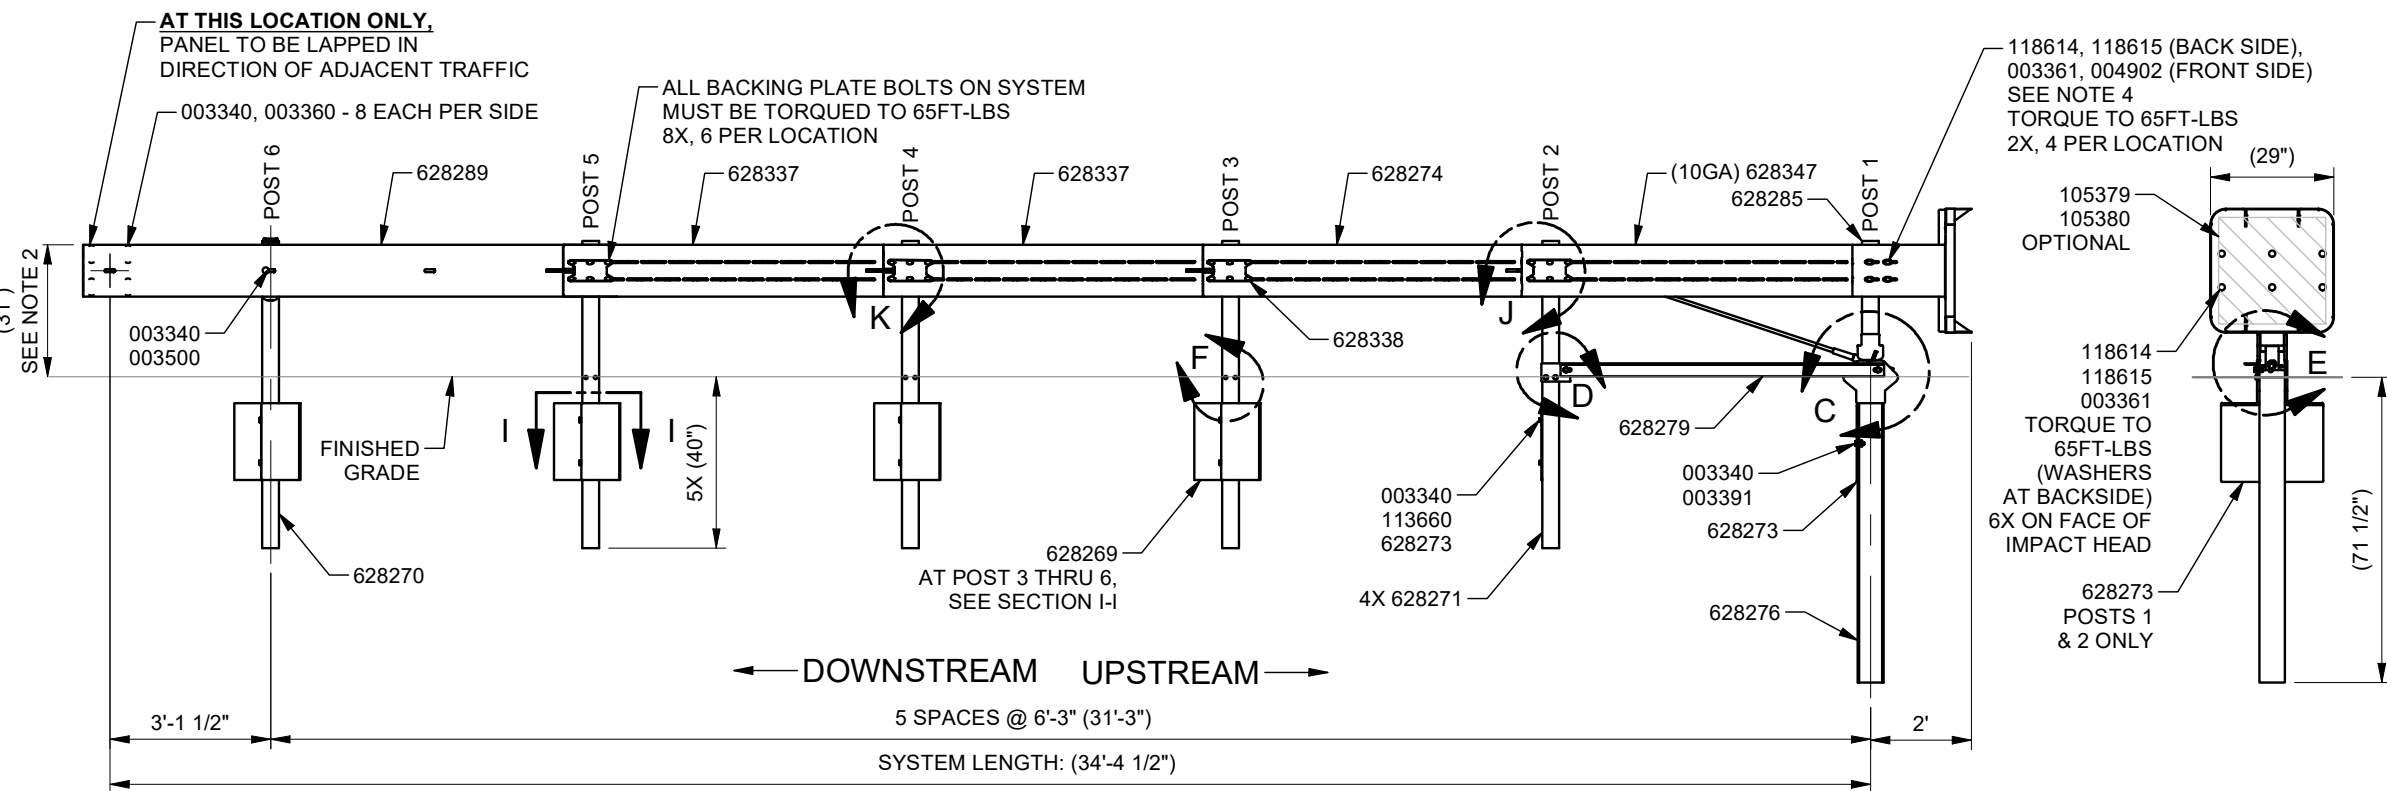 AT THIS LOCATION ONLY,
PANEL TO BE LAPPED IN
DIRECTION OF ADJACENT TRAFFIC
003340, 003360 - 8 EACH PER SIDE
ALL BACKING PLATE BOLTS ON SYSTEM
MUST BE TORQUED TO 65FT-LBS
8X, 6 PER LOCATION
118614, 118615 (BACK SIDE),
003361, 004902 (FRONT SIDE)
SEE NOTE 4
TORQUE TO 65FT-LBS
2X, 4 PER LOCATION
POST 6
628289
POST 5
628337
POST 4
628337
POST 3
628274
POST 2
(10GA) 628347
628285
POST 1
(29")
105379
105380
OPTIONAL
(31")
SEE NOTE 2
003340
003500
K
628338
J
F
D
C
E
I
I
FINISHED
GRADE
5X (40")
628279
003340
113660
628273
003340
003391
628273
118614
118615
003361
TORQUE TO
65FT-LBS
(WASHERS
AT BACKSIDE)
6X ON FACE OF
IMPACT HEAD
(71 1/2")
628270
628269
AT POST 3 THRU 6,
SEE SECTION I-I
4X 628271
628276
628273
POSTS 1
& 2 ONLY
DOWNSTREAM
UPSTREAM
3'-1 1/2"
5 SPACES @ 6'-3" (31'-3")
2'
SYSTEM LENGTH: (34'-4 1/2")